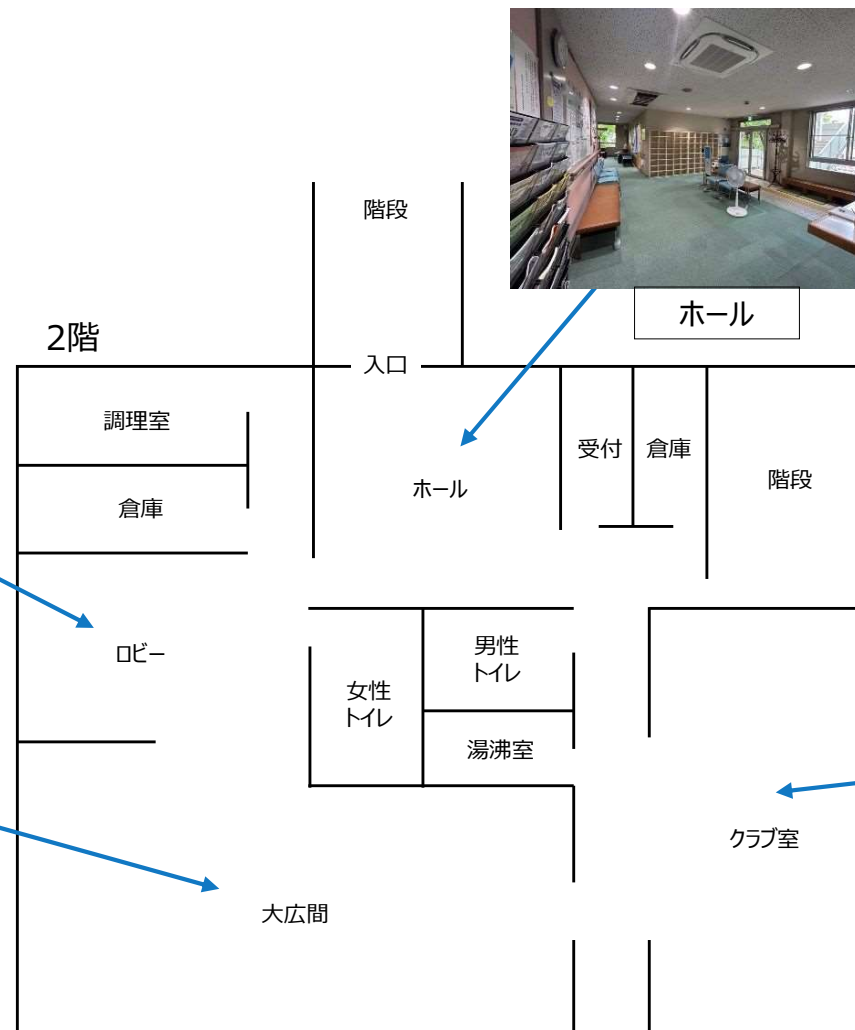 階段
ホール
2階
入口
調理室
受付
倉庫
階段
ホール
倉庫
ロビー
男性
トイレ
女性
トイレ
湯沸室
クラブ室
大広間